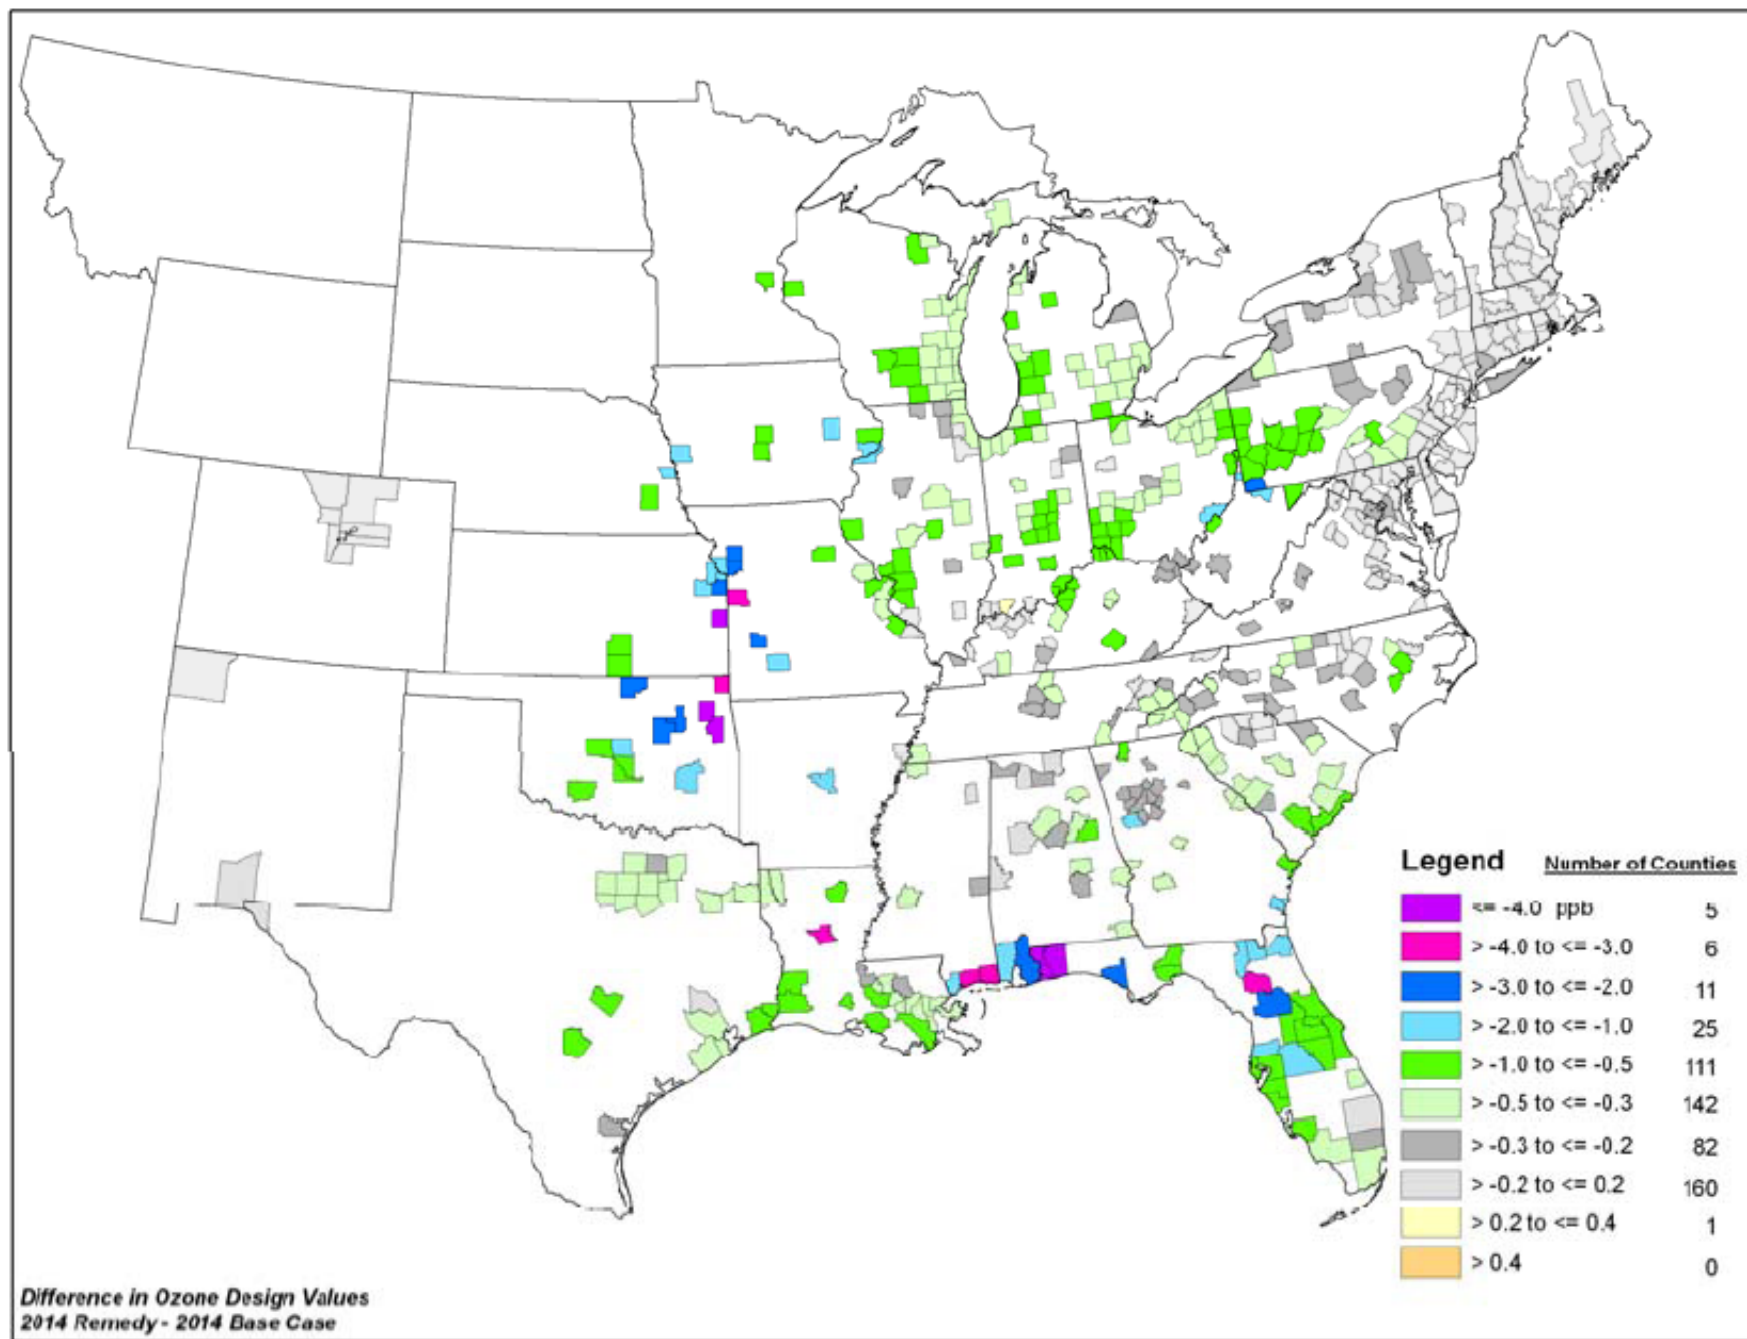 Legend Number of Counties
<= -4.0 ppb 5
> -4.0 to <= -3.0 6
> -3.0 to <= -2.0 11
> -2.0 to <= -1.0 25
> -1.0 to <= -0.5 111
> -0.5 to <= -0.3 142
> -0.3 to <= -0.2 82
> -0.2 to <= 0.2 160
> 0.2 to <= 0.4 1
> 0.4 0
Difference in Ozone Design Values
2014 Remedy - 2014 Base Case